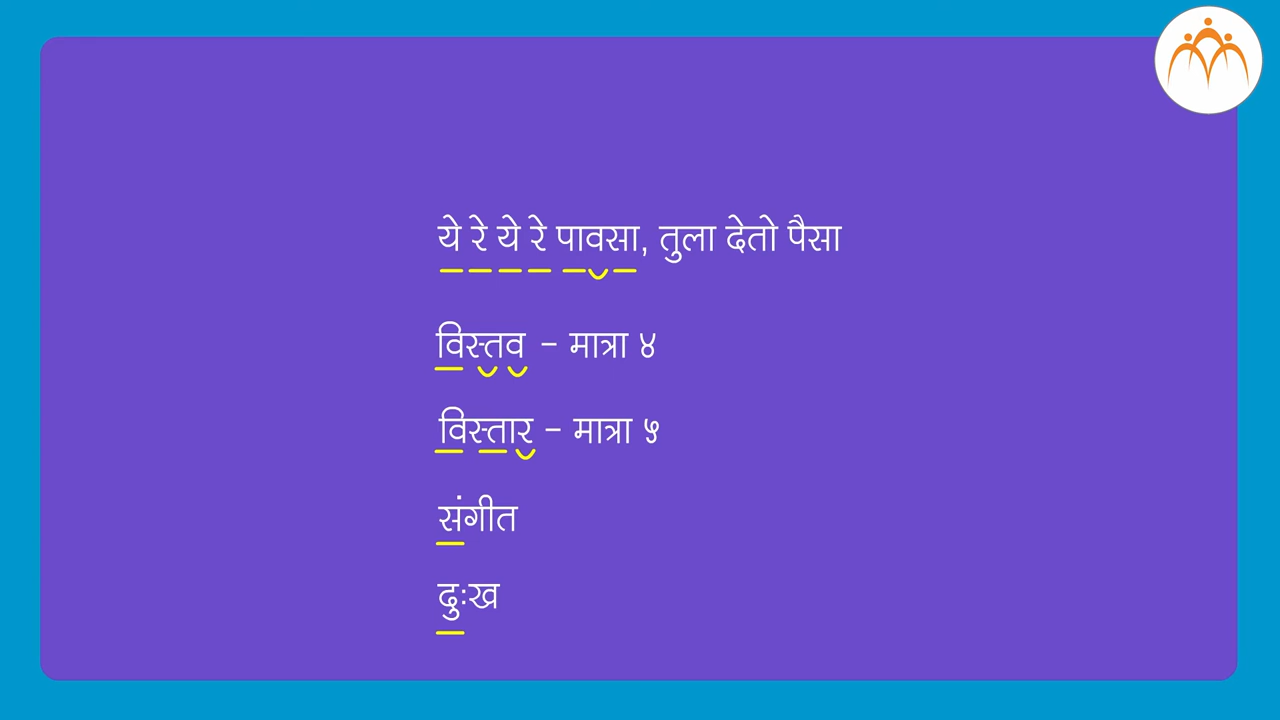 ये रे ये रे पावसा, तुला देतो पैसा
विस्तव – मात्रा ४
विस्तार – मात्रा ५
संगीत
दुःख